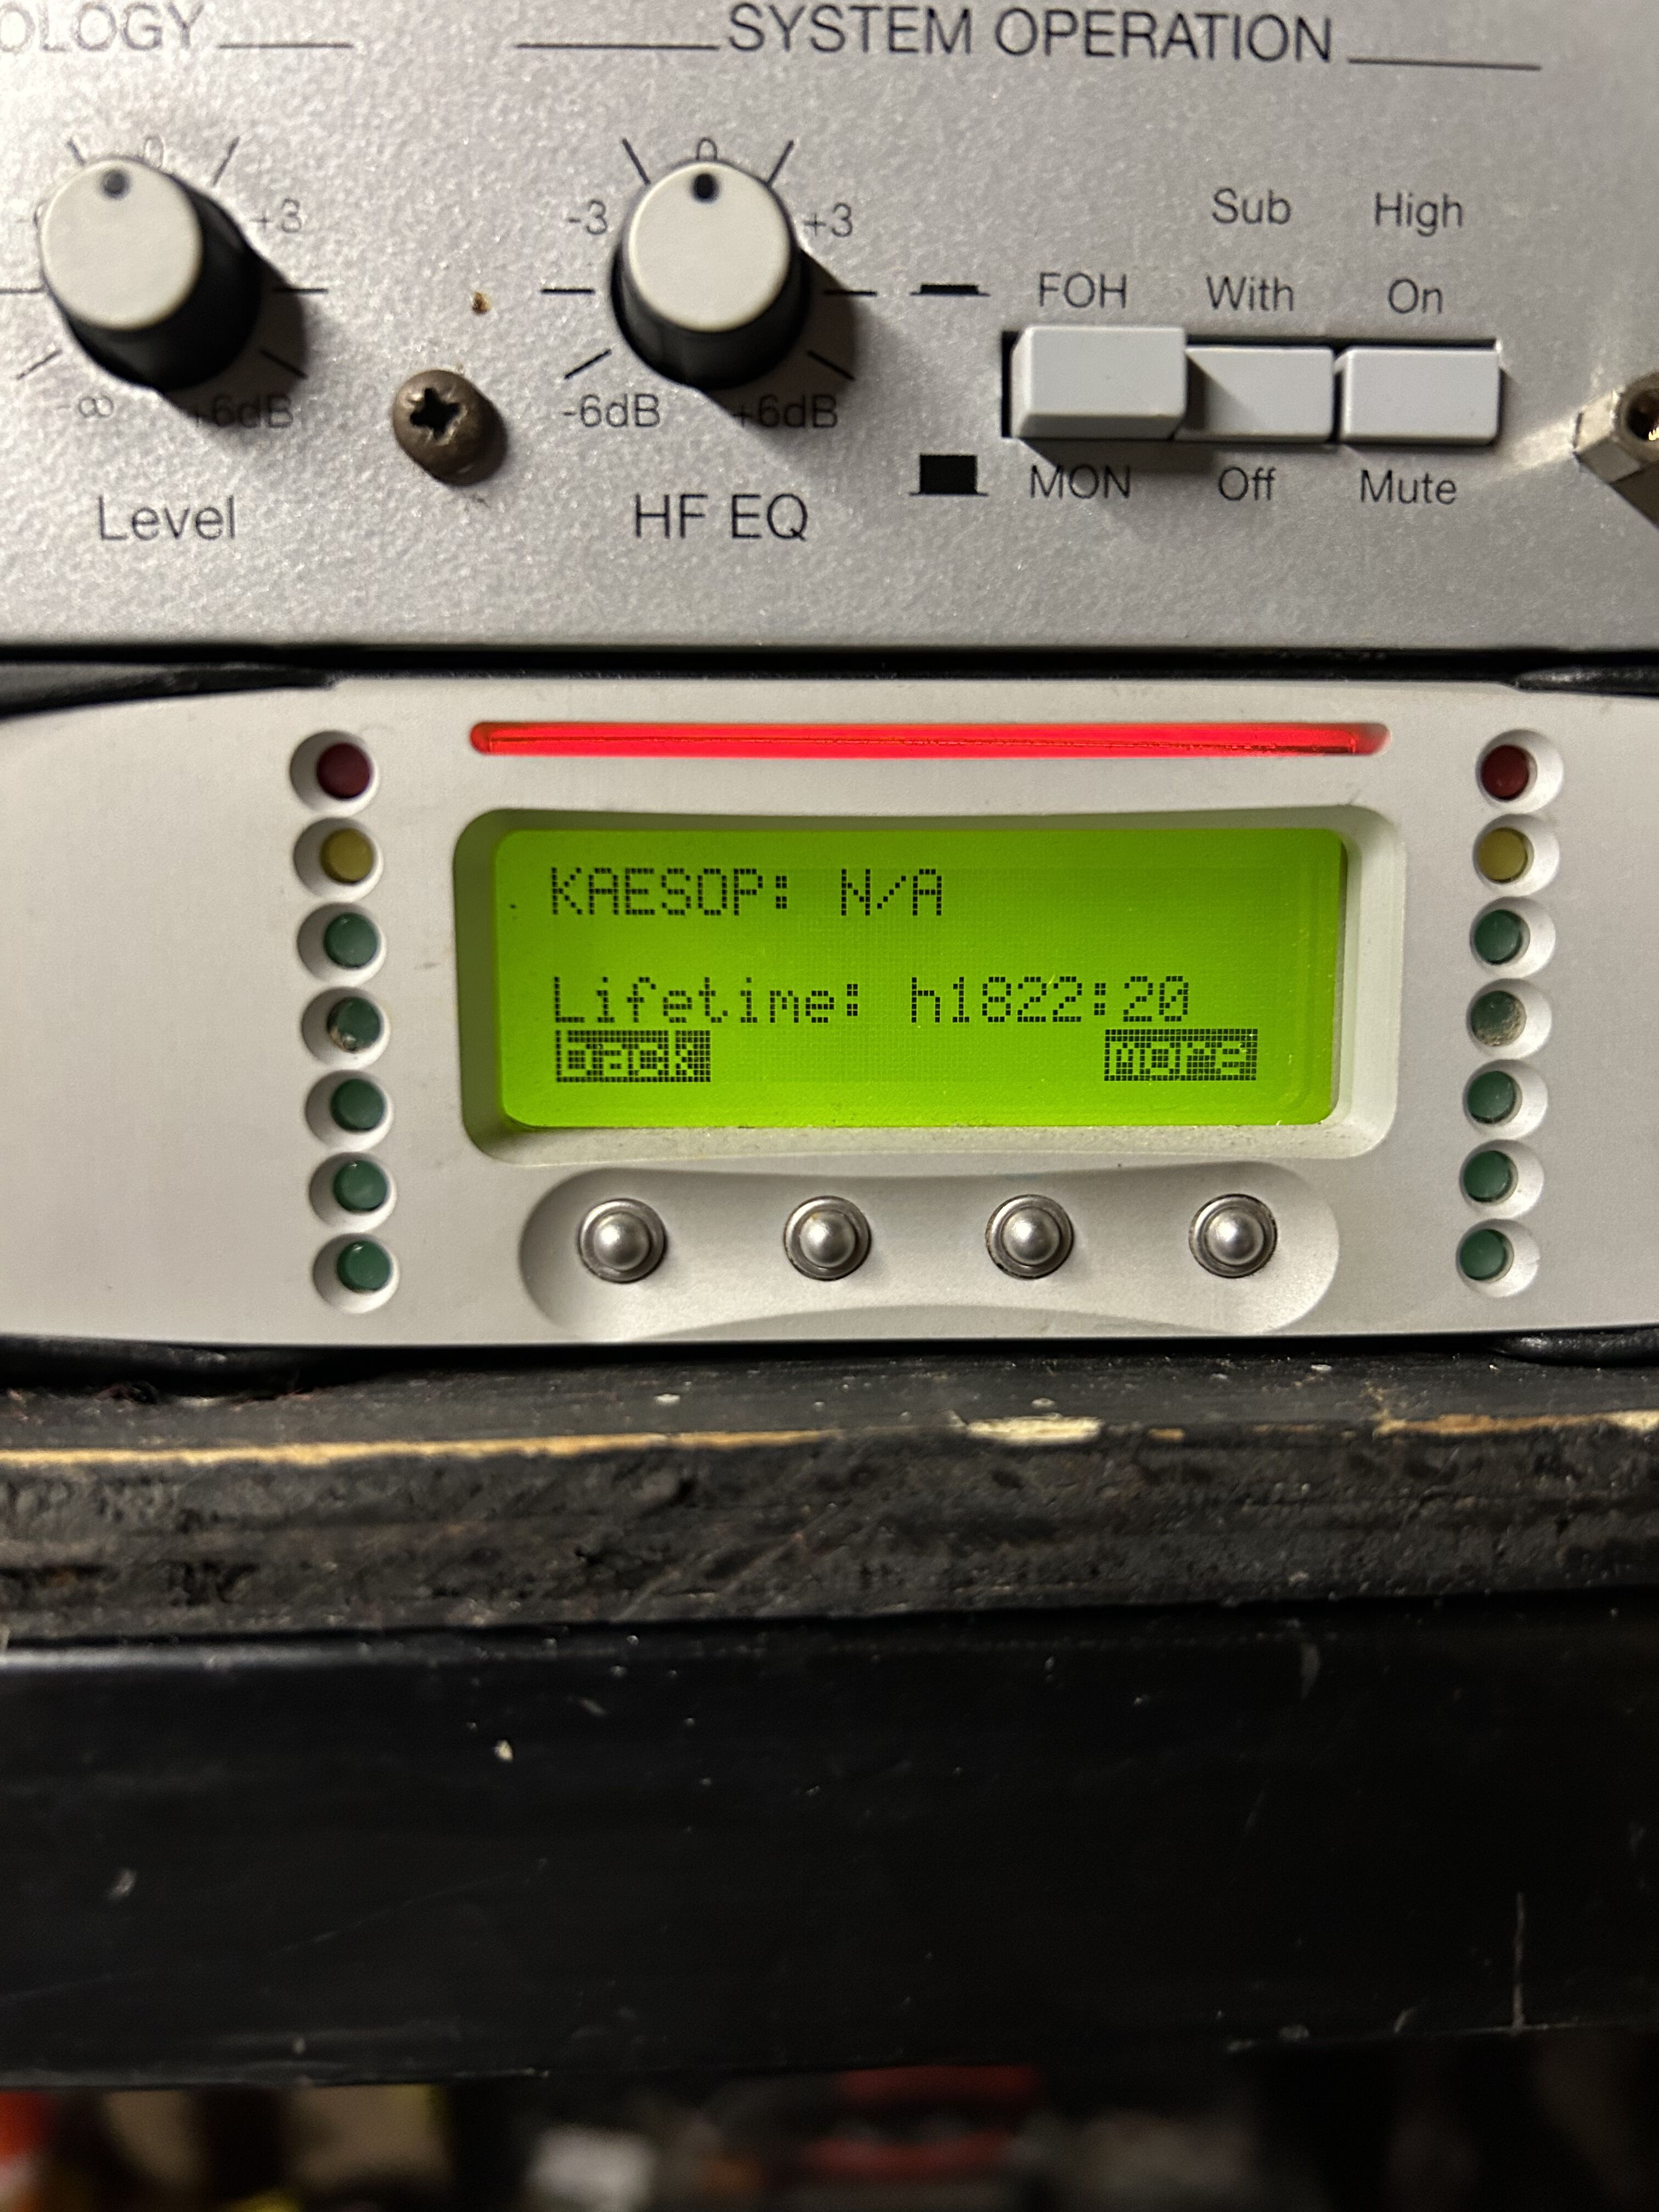 OLOGY SYSTEM OPERATION
0 0
+3 -3 +3
Sub High
FOH With On
-∞ +6dB -6dB +6dB
MON Off Mute
Level HF EQ
KAESOP: N/A
Lifetime: h1822:20
back more